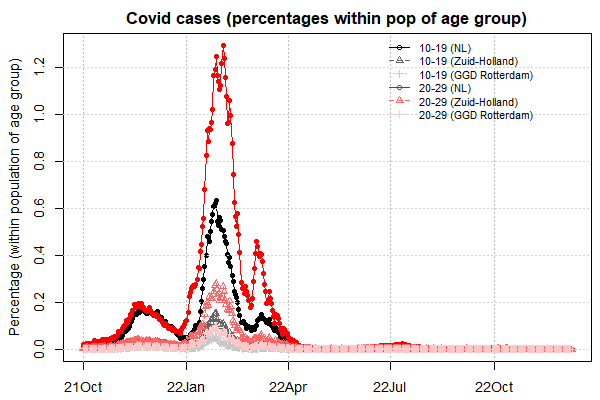 Covid cases (percentages within pop of age group)
Percentage (within population of age group)
1.2
1.0
0.8
0.6
0.4
0.2
0.0
10-19 (NL)
10-19 (Zuid-Holland)
10-19 (GGD Rotterdam)
20-29 (NL)
20-29 (Zuid-Holland)
20-29 (GGD Rotterdam)
21Oct 22Jan 22Apr 22Jul 22Oct